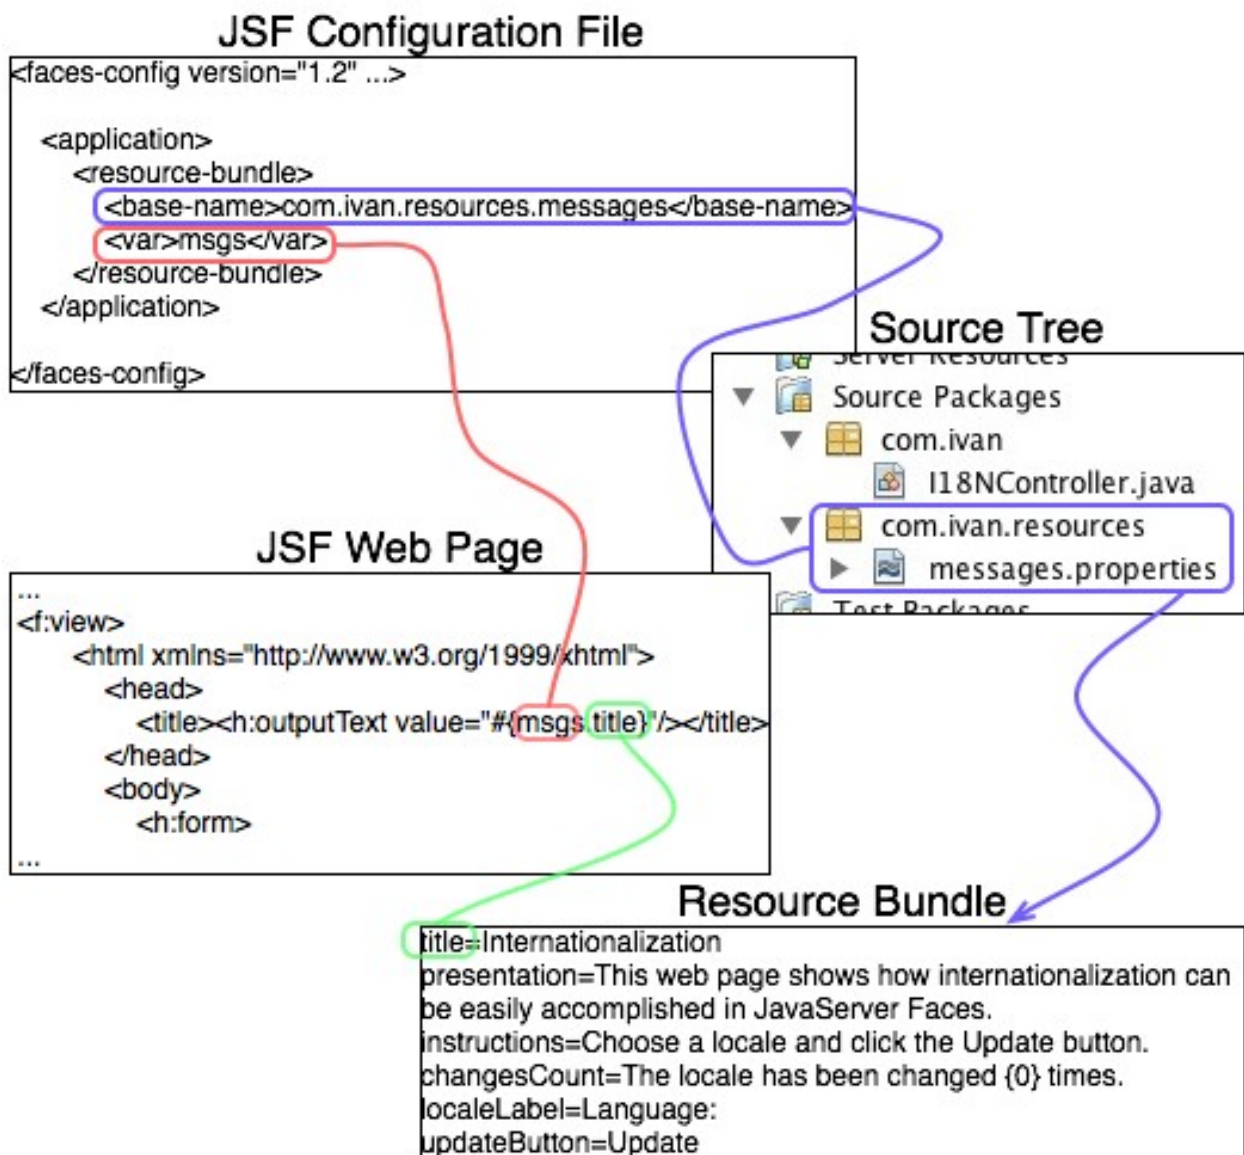 JSF Configuration File
<faces-config version="1.2" ...>
<application>
<resource-bundle>
<base-name>com.ivan.resources.messages</base-name>
<var>msgs</var>
</resource-bundle>
</application>
</faces-config>
Source Tree
Server Resources
Source Packages
com.ivan
I18NController.java
com.ivan.resources
messages.properties
Test Packages
JSF Web Page
...
<f:view>
<html xmlns="http://www.w3.org/1999/xhtml">
<head>
<title><h:outputText value="#{msgs.title}"/></title>
</head>
<body>
<h:form>
...
Resource Bundle
title=Internationalization
presentation=This web page shows how internationalization can
be easily accomplished in JavaServer Faces.
instructions=Choose a locale and click the Update button.
changesCount=The locale has been changed {0} times.
localeLabel=Language:
updateButton=Update